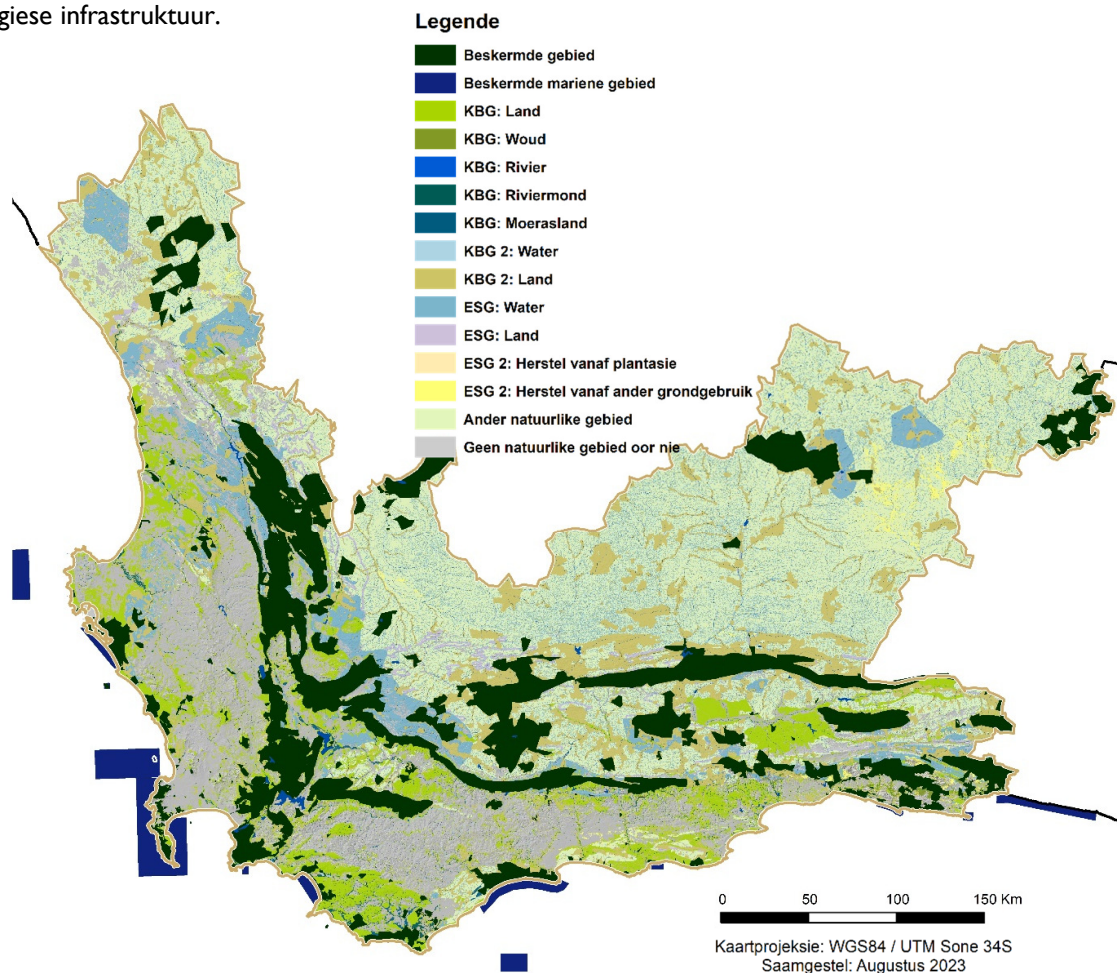 giese infrastruktuur.
Legende
Beskermde gebied
Beskermde mariene gebied
KBG: Land
KBG: Woud
KBG: Rivier
KBG: Riviermond
KBG: Moerasland
KBG 2: Water
KBG 2: Land
ESG: Water
ESG: Land
ESG 2: Herstel vanaf plantasie
ESG 2: Herstel vanaf ander grondgebruik
Ander natuurlike gebied
Geen natuurlike gebied oor nie
0 50 100 150 Km
Kaartprojeksie: WGS84 / UTM Sone 34S
Saamgestel: Augustus 2023